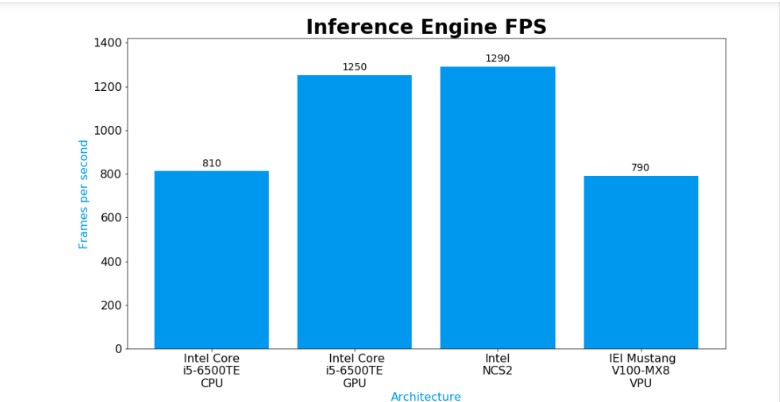 Inference Engine FPS
1400
1200
1000
800
600
400
200
0
Frames per second
810
1250
1290
790
Intel Core
i5-6500TE
CPU
Intel Core
i5-6500TE
GPU
Intel
NCS2
IEI Mustang
V100-MX8
VPU
Architecture